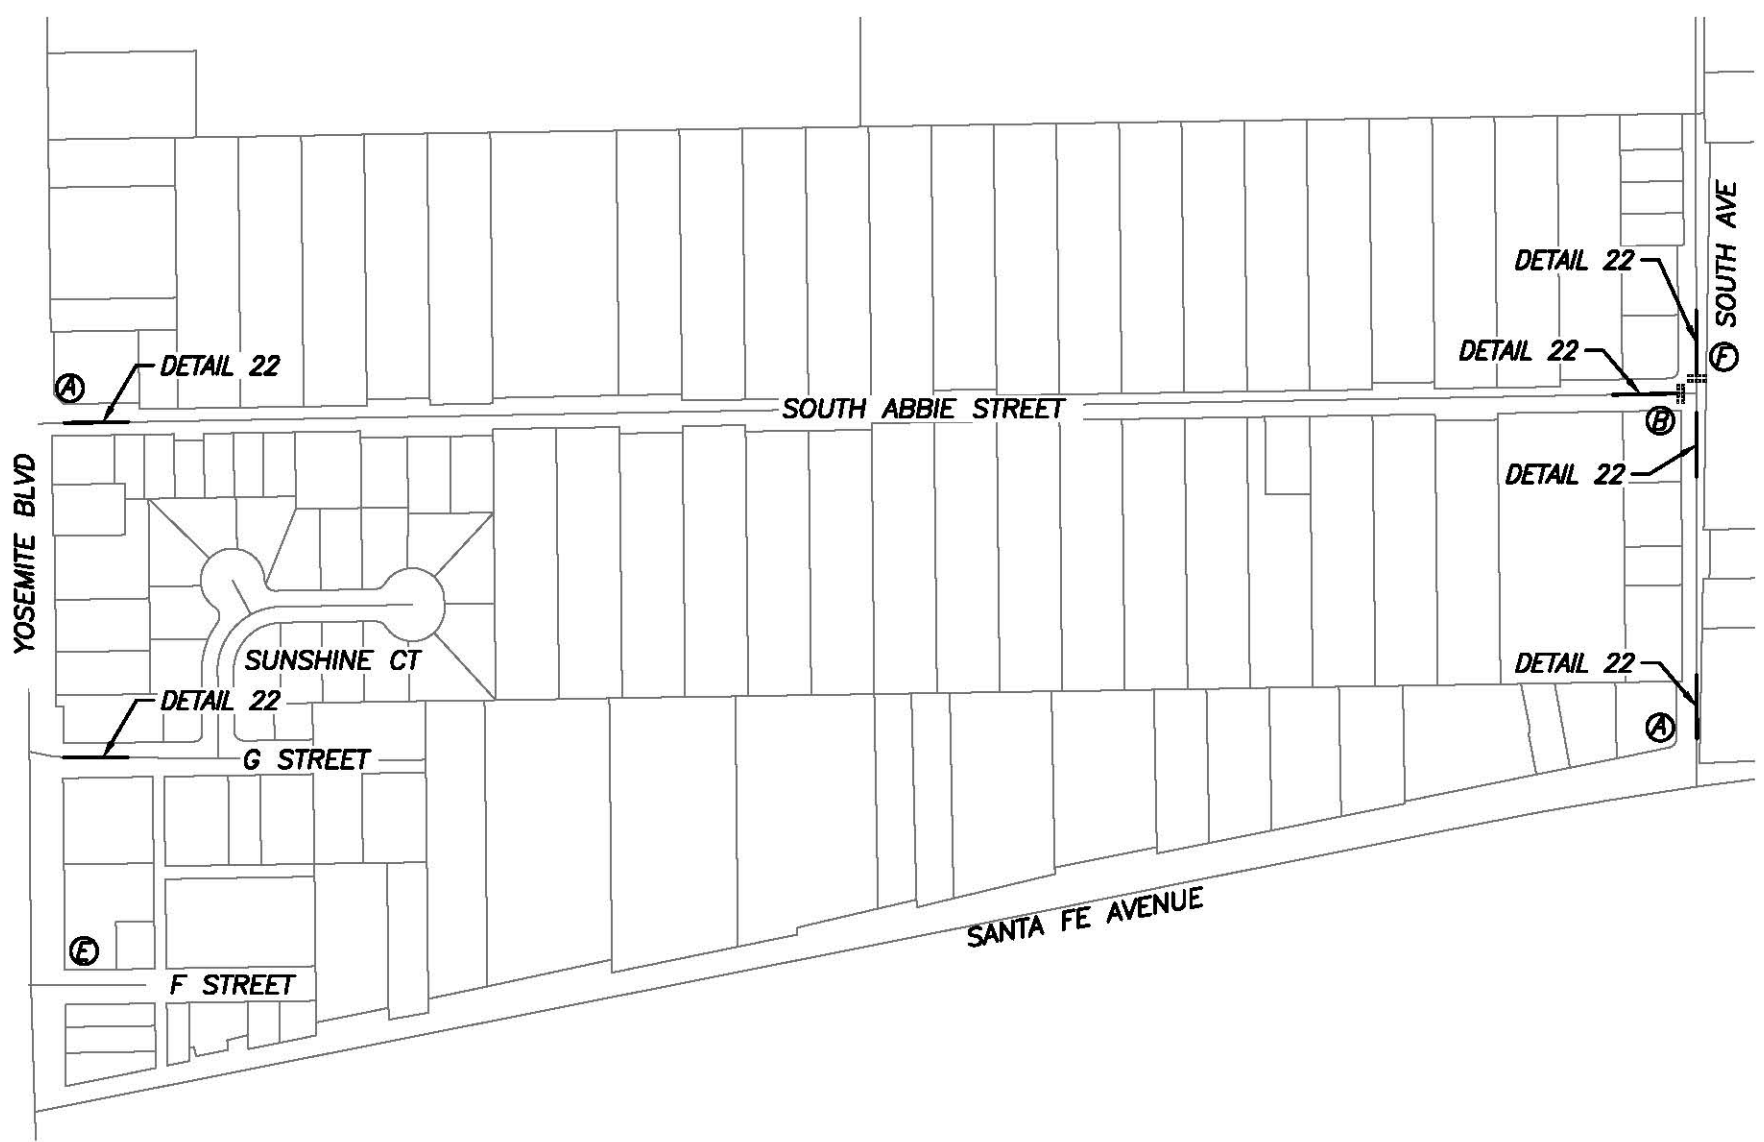 SOUTH AVE
DETAIL 22
DETAIL 22
F
DETAIL 22
A
SOUTH ABBIE STREET
B
DETAIL 22
YOSEMITE BLVD
SUNSHINE CT
DETAIL 22
DETAIL 22
A
G STREET
SANTA FE AVENUE
E
F STREET